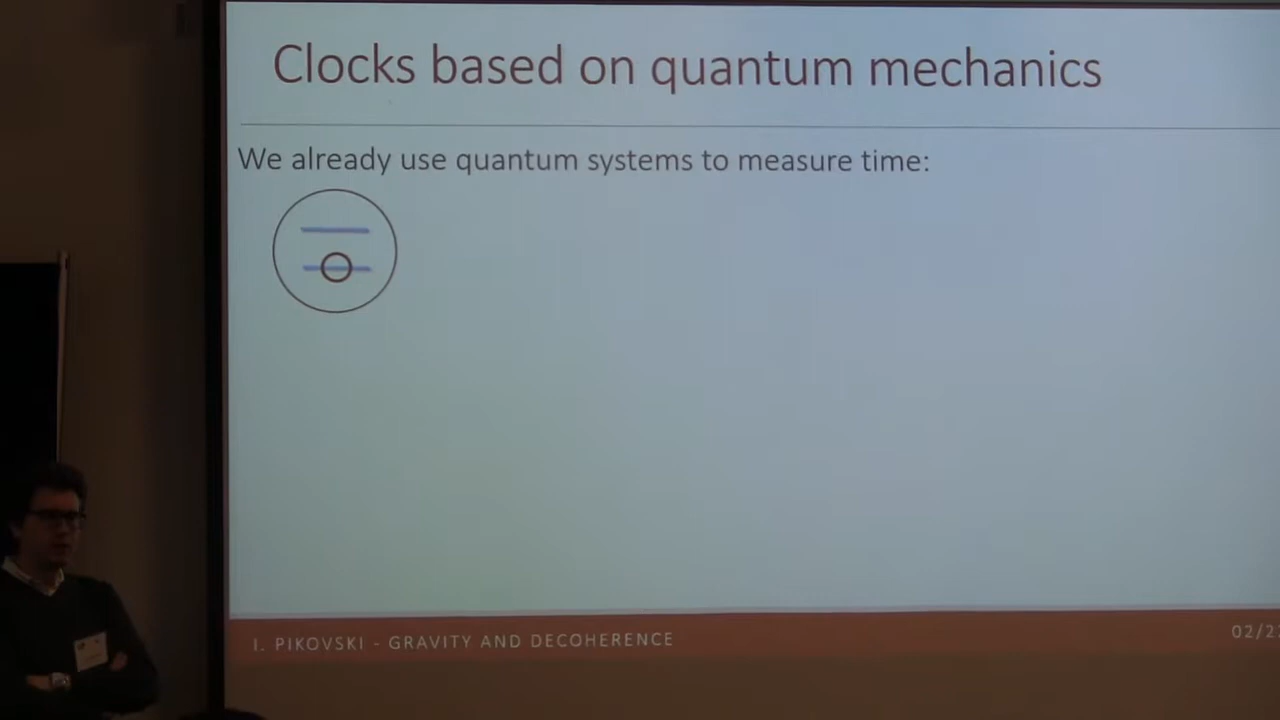 Clocks based on quantum mechanics
We already use quantum systems to measure time:
I. PIKOVSKI - GRAVITY AND DECOHERENCE
02/2